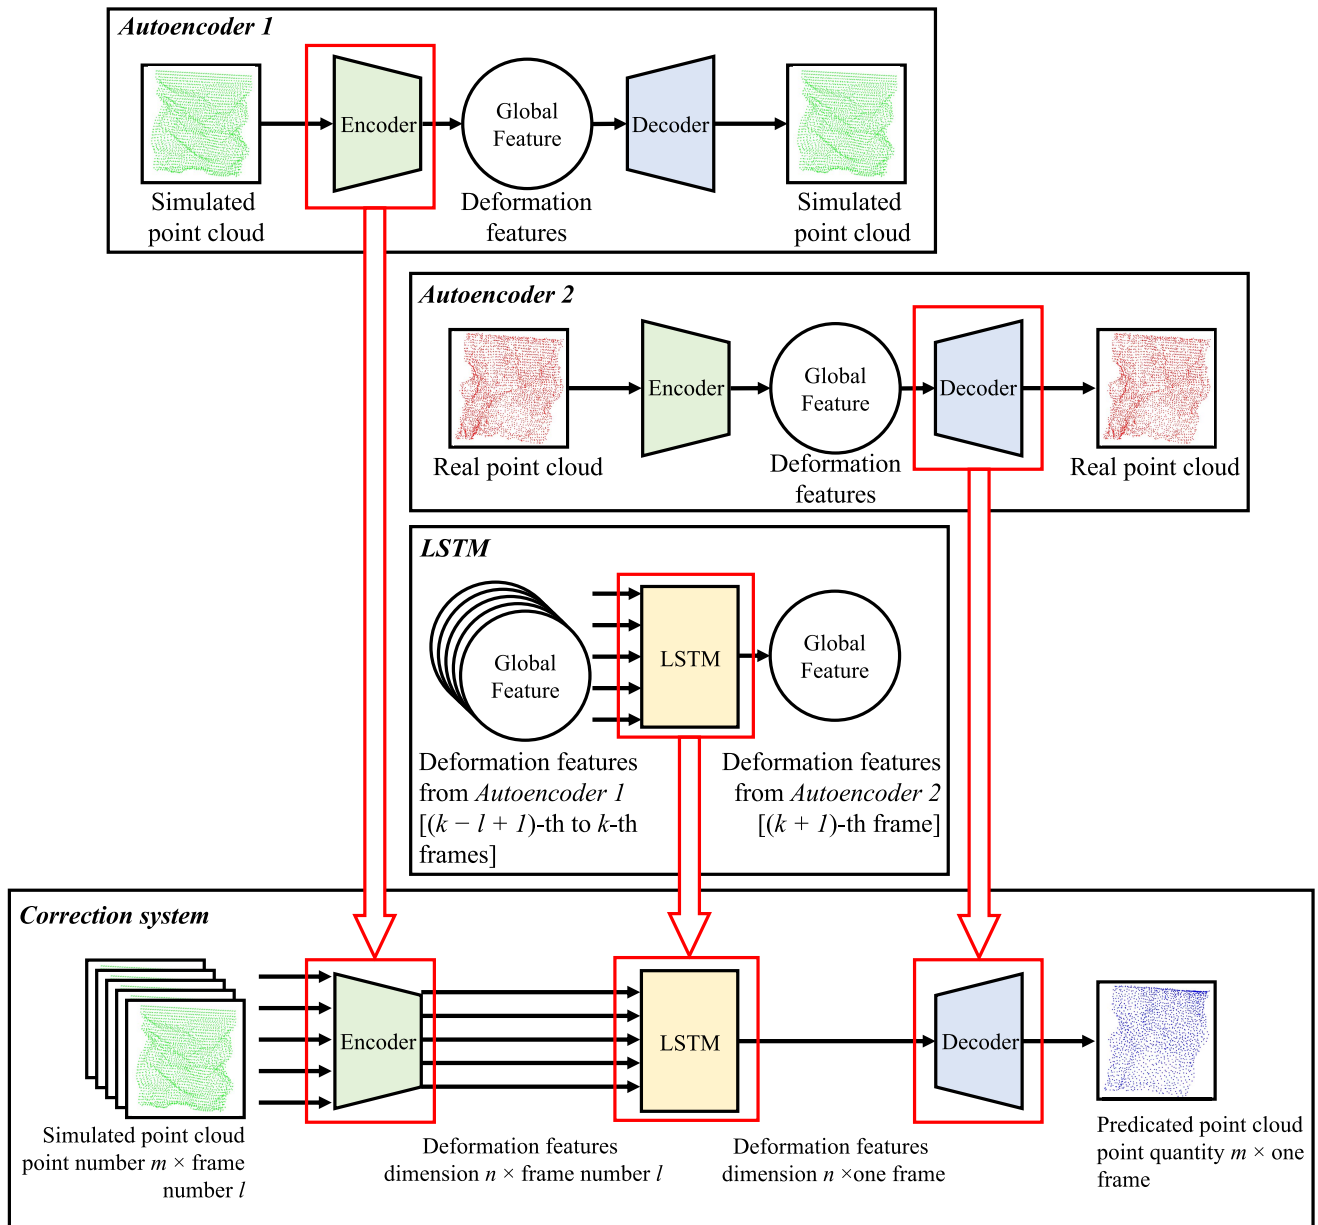 Autoencoder 1
Encoder
Global
Feature
Decoder
Simulated
point cloud
Deformation
features
Simulated
point cloud
Autoencoder 2
Encoder
Global
Feature
Decoder
Real point cloud
Deformation
features
Real point cloud
LSTM
Global
Feature
LSTM
Global
Feature
Deformation features
from Autoencoder 1
[(k − l + 1)-th to k-th
frames]
Deformation features
from Autoencoder 2
[(k + 1)-th frame]
Correction system
Encoder
LSTM
Decoder
Simulated point cloud
point number m × frame
number l
Deformation features
dimension n × frame number l
Deformation features
dimension n ×one frame
Predicated point cloud
point quantity m × one
frame